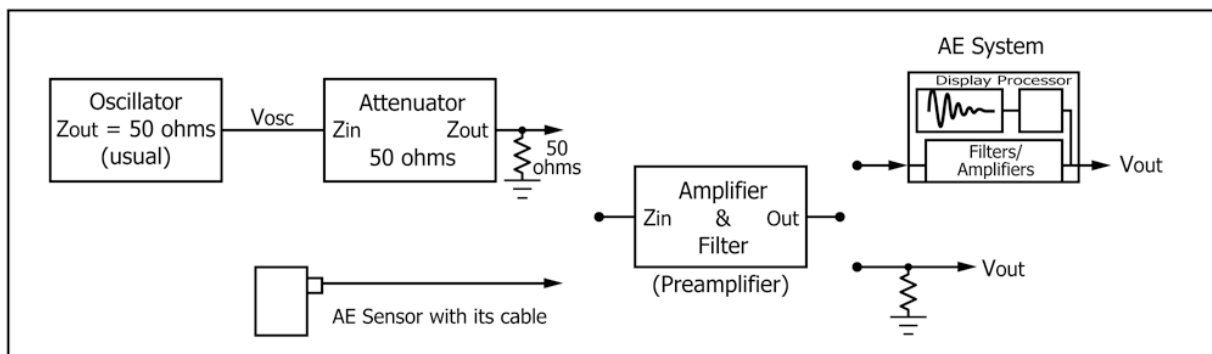 AE System
Display Processor
Filters/
Amplifiers
Vout
Oscillator
Zout = 50 ohms
(usual)
Vosc
Attenuator
Zin
Zout
50 ohms
50
ohms
Amplifier
Zin
&
Out
Filter
(Preamplifier)
Vout
AE Sensor with its cable